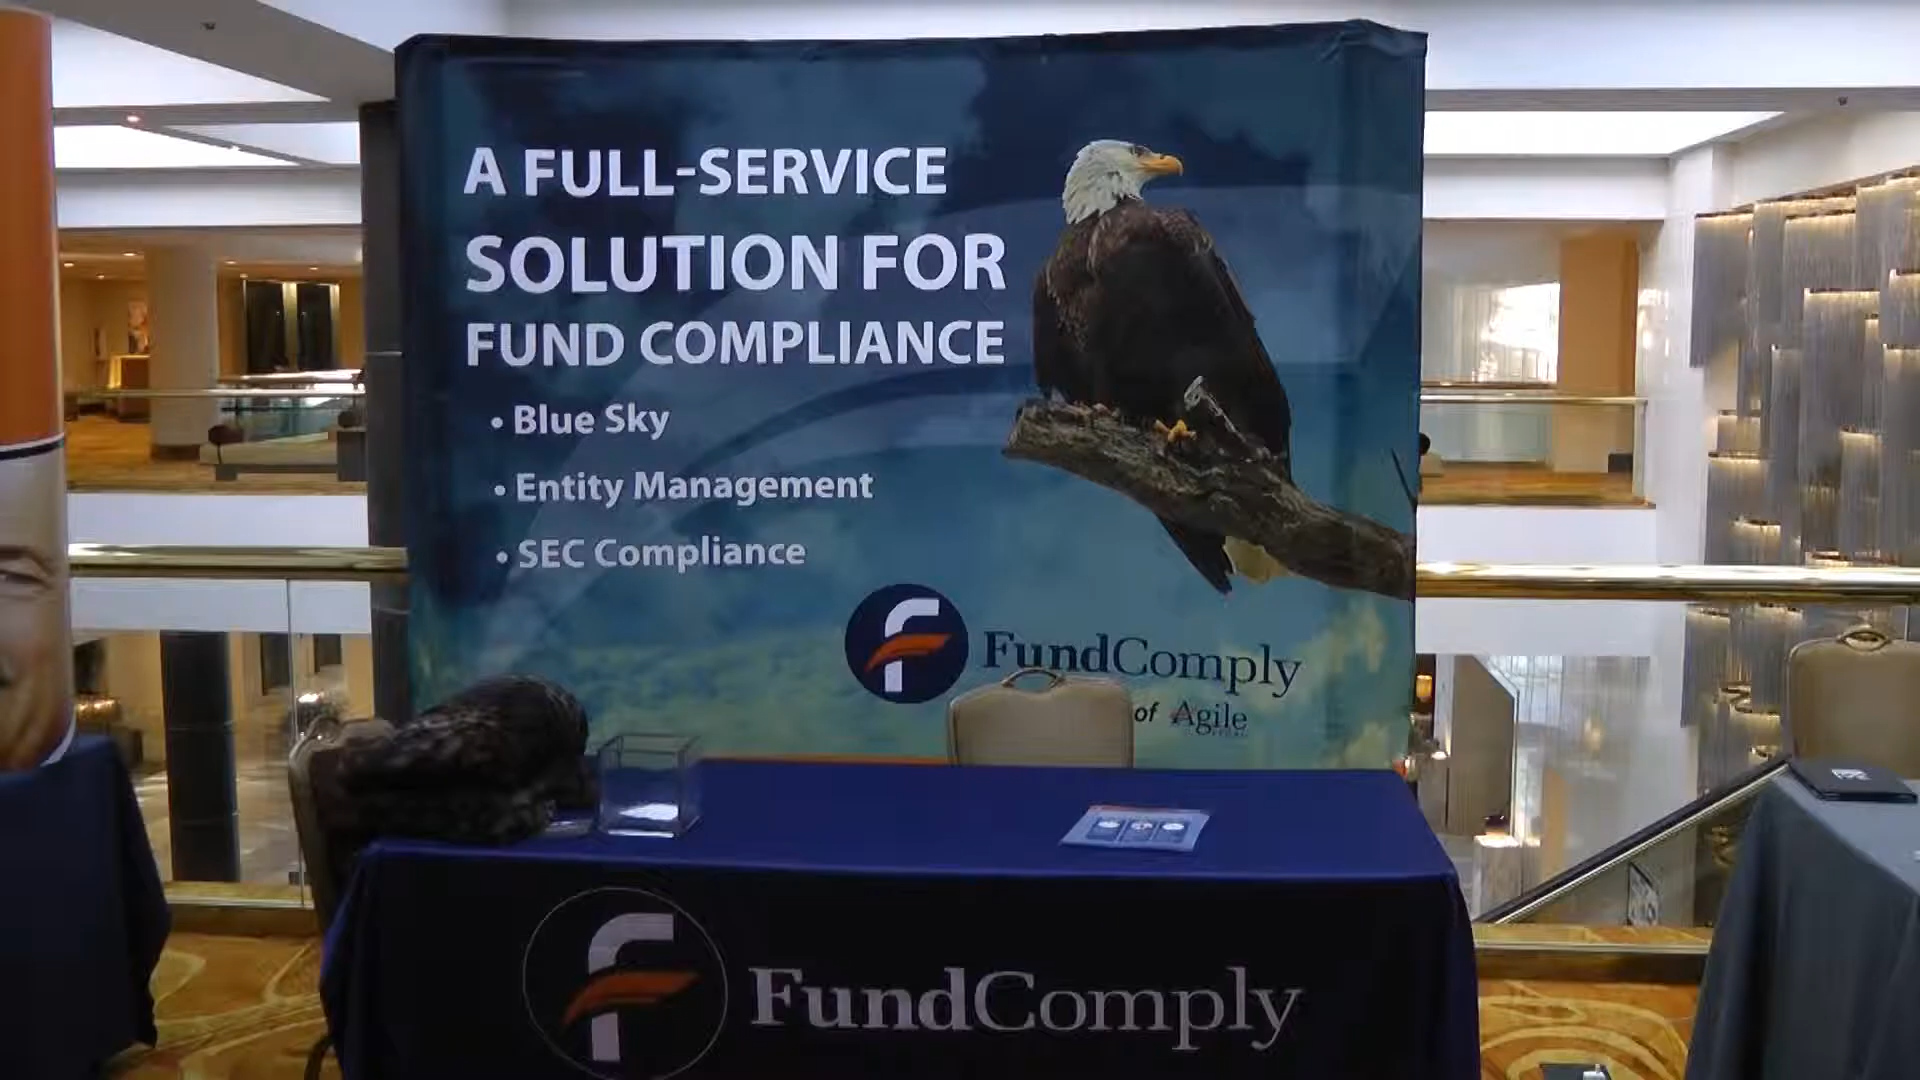 A FULL-SERVICE
SOLUTION FOR
FUND COMPLIANCE
• Blue Sky
• Entity Management
• SEC Compliance
FundComply
of Agile
FundComply